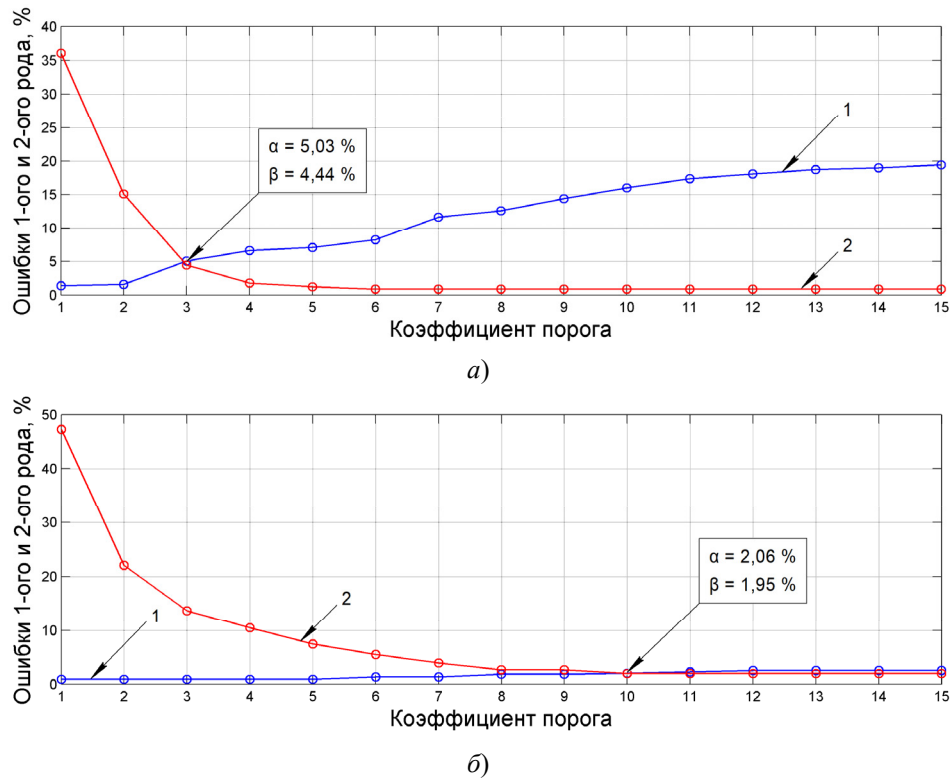 Ошибки 1-ого и 2-ого рода, %
40
35
30
25
20
15
10
5
0
α = 5,03 %
β = 4,44 %
1
2
1 2 3 4 5 6 7 8 9 10 11 12 13 14 15
Коэффициент порога
а)
Ошибки 1-ого и 2-ого рода, %
50
40
30
20
10
0
α = 2,06 %
β = 1,95 %
1
2
1 2 3 4 5 6 7 8 9 10 11 12 13 14 15
Коэффициент порога
б)